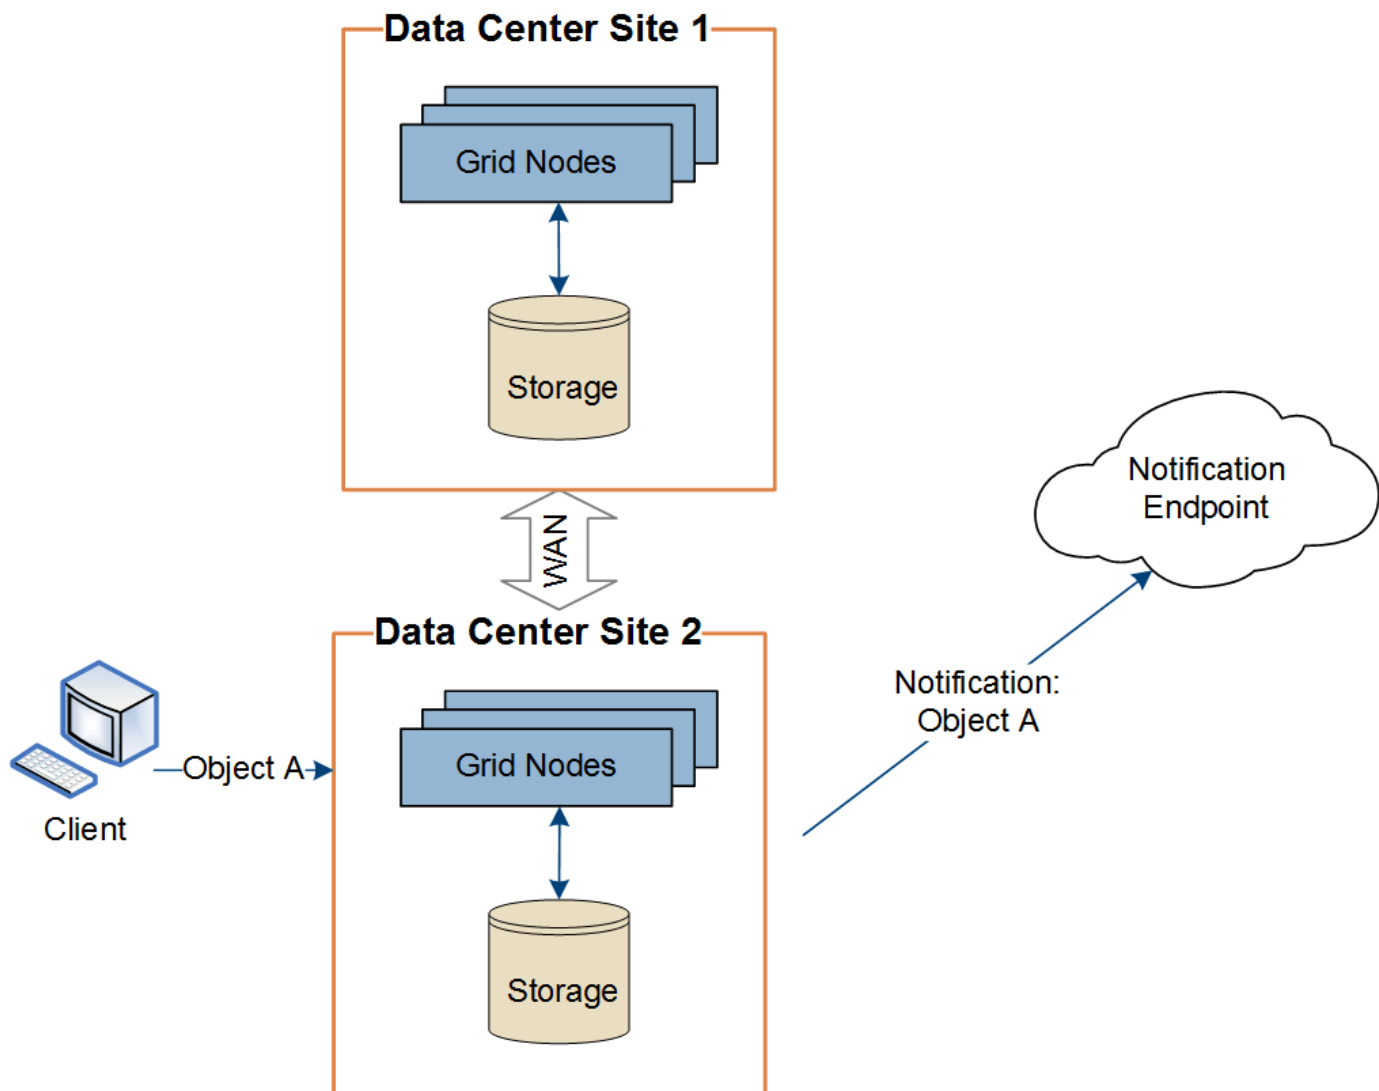 Data Center Site 1
Grid Nodes
Storage
WAN
Notification
Endpoint
Data Center Site 2
Notification:
Object A
Grid Nodes
Object A
Client
Storage